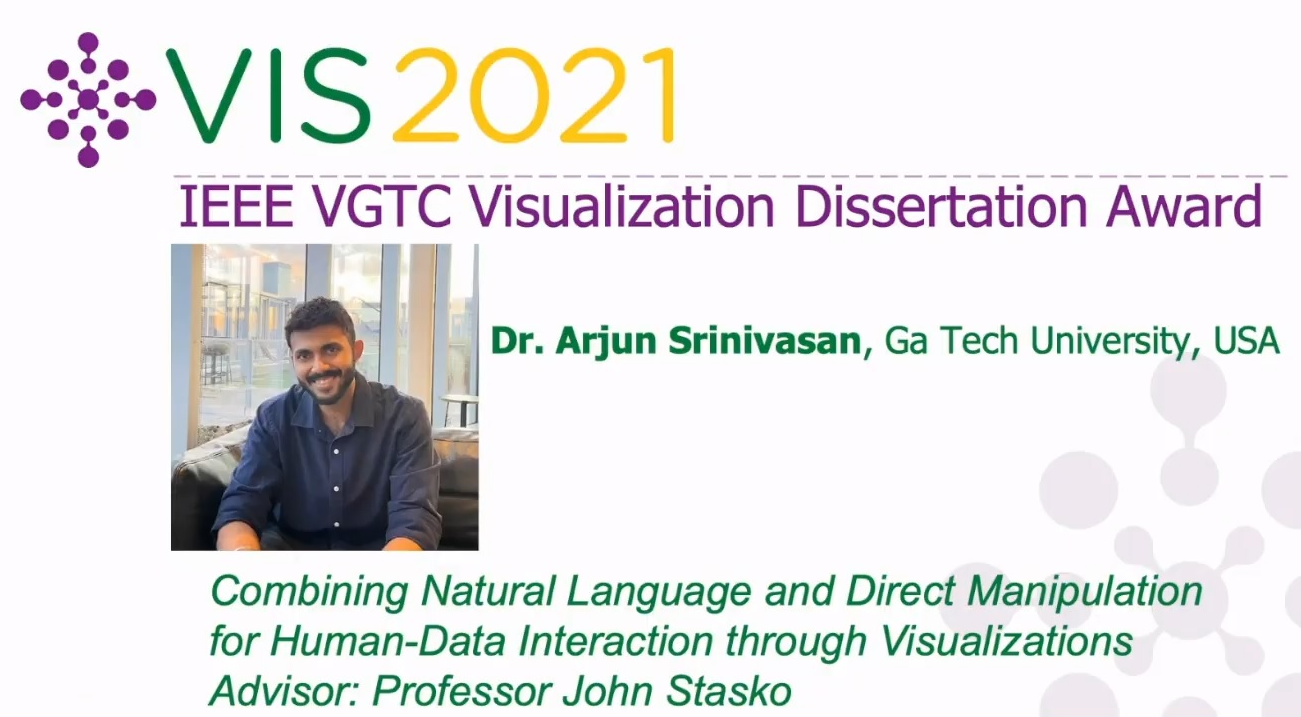 VIS2021
IEEE VGTC Visualization Dissertation Award
Dr. Arjun Srinivasan, Ga Tech University, USA
Combining Natural Language and Direct Manipulation
for Human-Data Interaction through Visualizations
Advisor: Professor John Stasko